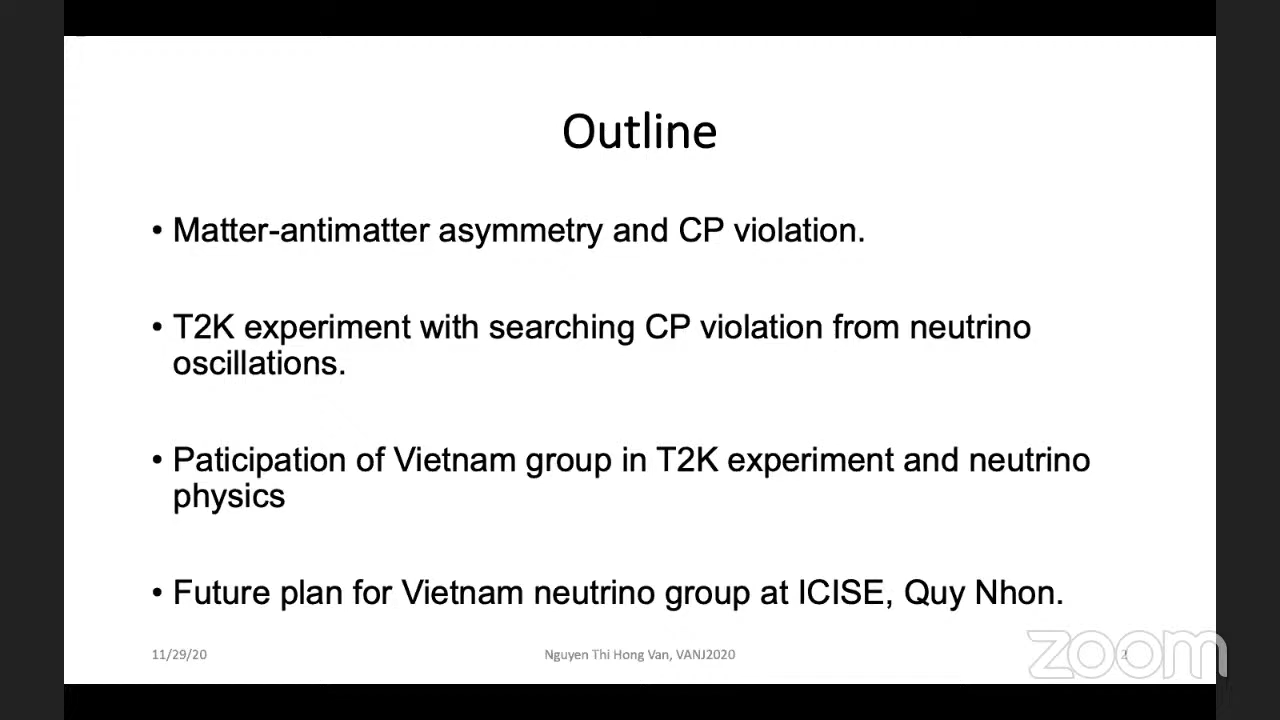 Outline
• Matter-antimatter asymmetry and CP violation.
• T2K experiment with searching CP violation from neutrino
oscillations.
• Paticipation of Vietnam group in T2K experiment and neutrino
physics
• Future plan for Vietnam neutrino group at ICISE, Quy Nhon.
11/29/20
Nguyen Thi Hong Van, VANJ2020
2
zoom